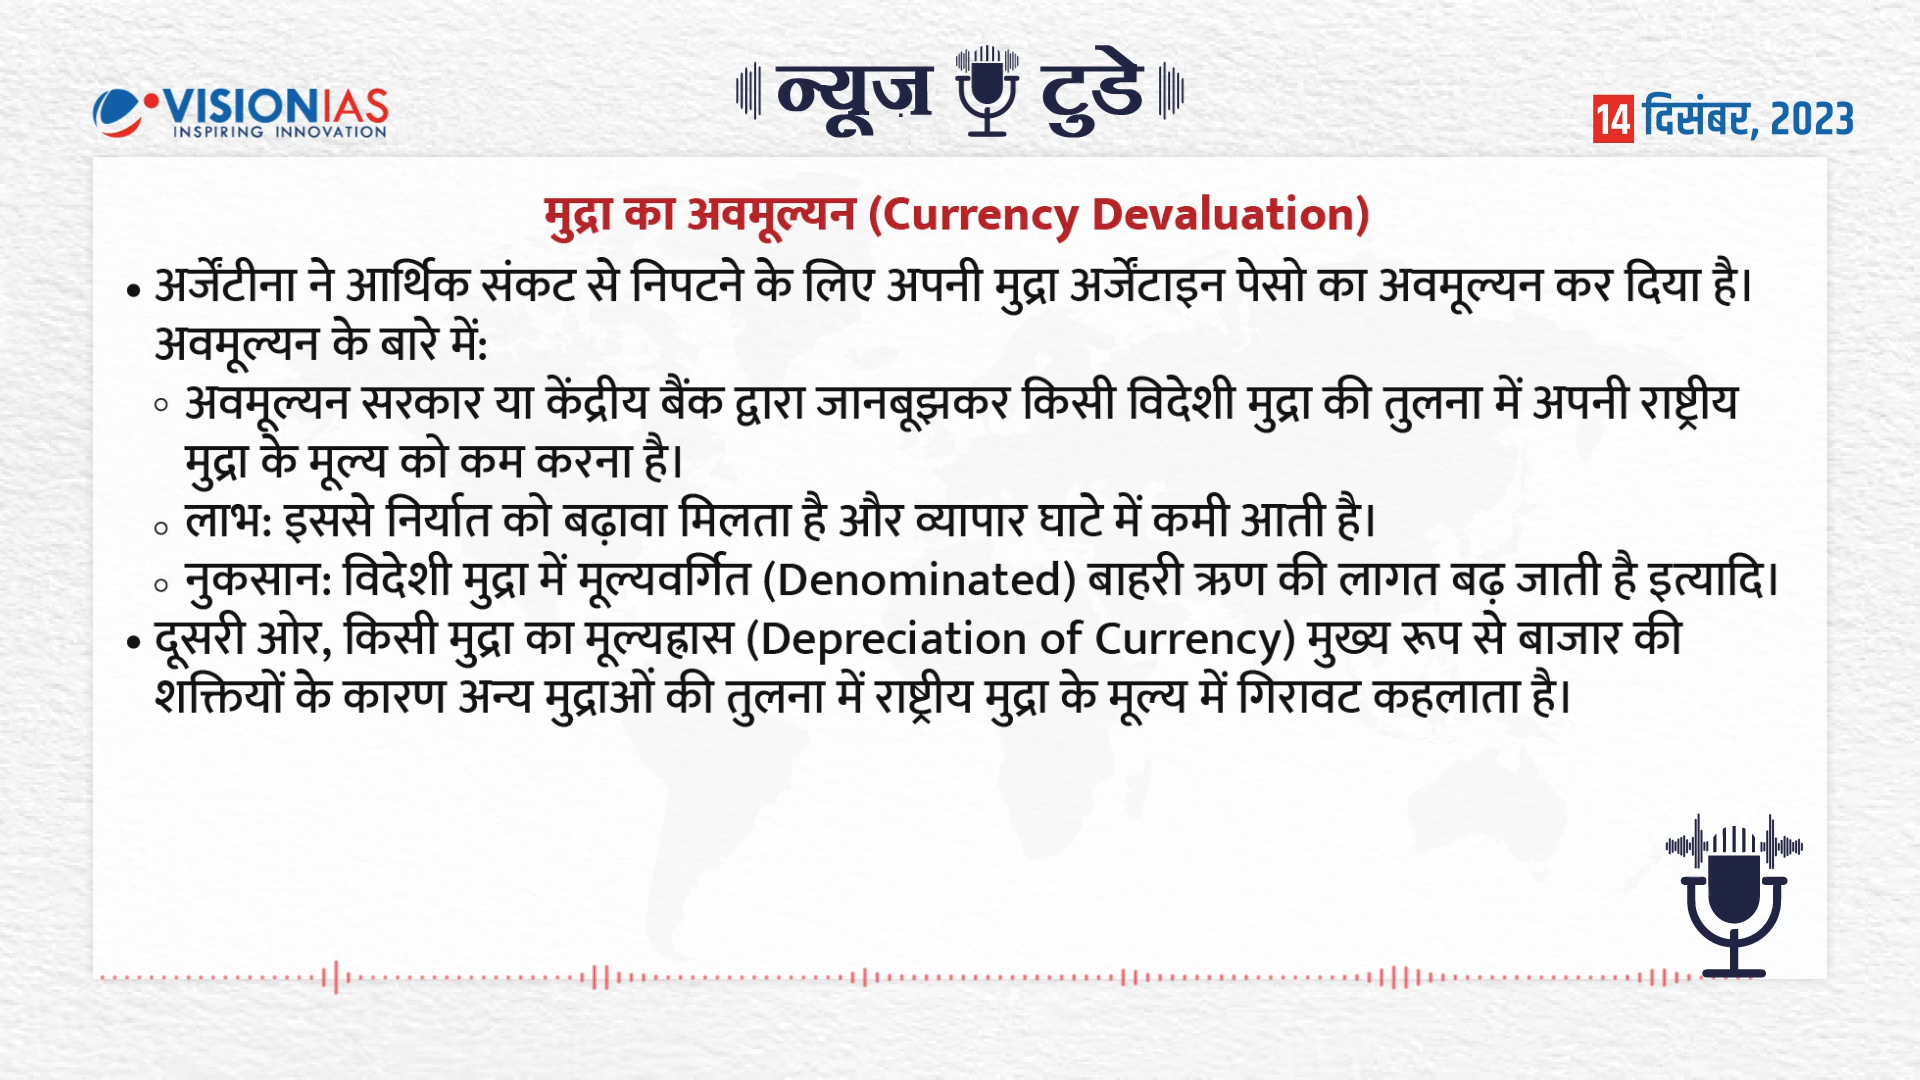 VISIONIAS
INSPIRING INNOVATION
न्यूज़ टुडे
14 दिसंबर, 2023
मुद्रा का अवमूल्यन (Currency Devaluation)
• अर्जेंटीना ने आर्थिक संकट से निपटने के लिए अपनी मुद्रा अर्जेंटाइन पेसो का अवमूल्यन कर दिया है।
अवमूल्यन के बारे में:
○ अवमूल्यन सरकार या केंद्रीय बैंक द्वारा जानबूझकर किसी विदेशी मुद्रा की तुलना में अपनी राष्ट्रीय
मुद्रा के मूल्य को कम करना है।
○ लाभ: इससे निर्यात को बढ़ावा मिलता है और व्यापार घाटे में कमी आती है।
○ नुकसान: विदेशी मुद्रा में मूल्यवर्गित (Denominated) बाहरी ऋण की लागत बढ़ जाती है इत्यादि।
• दूसरी ओर, किसी मुद्रा का मूल्यह्रास (Depreciation of Currency) मुख्य रूप से बाजार की
शक्तियों के कारण अन्य मुद्राओं की तुलना में राष्ट्रीय मुद्रा के मूल्य में गिरावट कहलाता है।